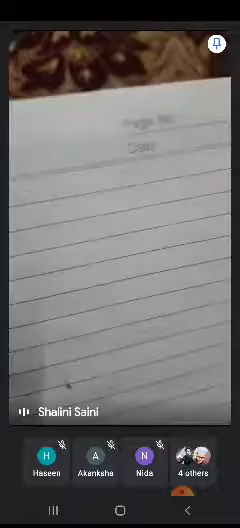 Page No
Date
Shalini Saini
H
A
N
Haseen
Akanksha
Nida
4 others